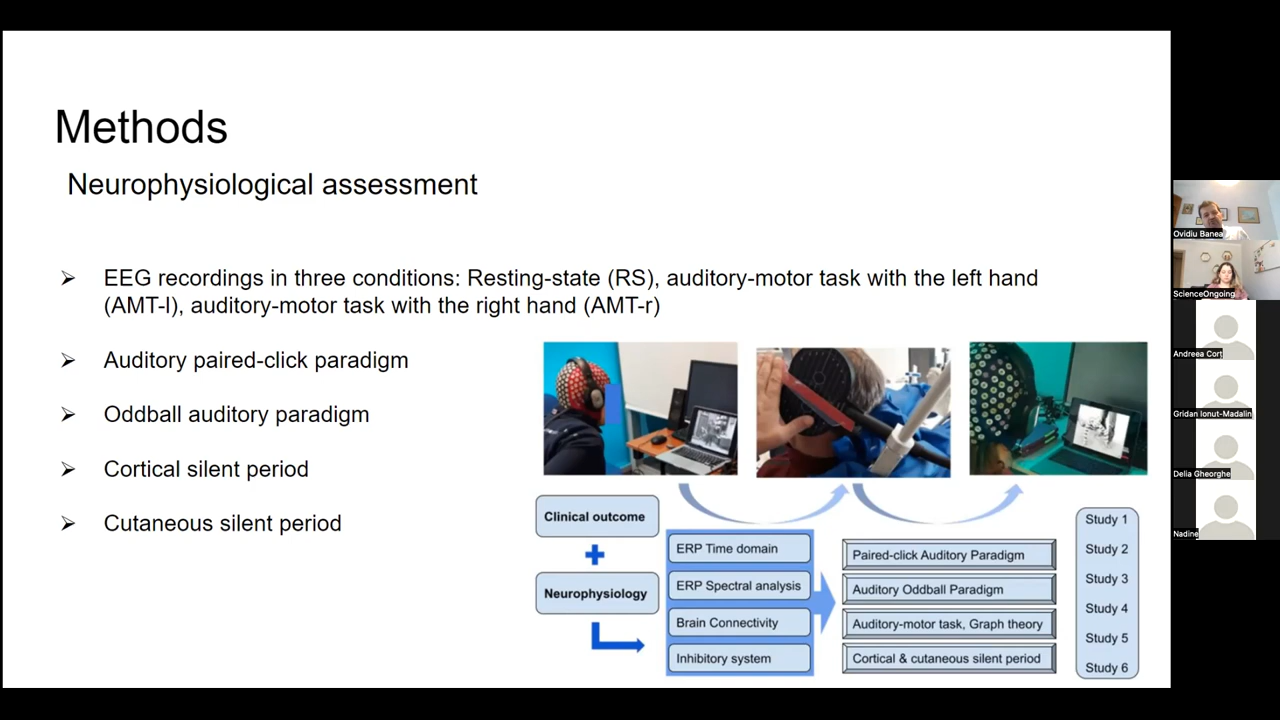 Methods
Neurophysiological assessment
➢ EEG recordings in three conditions: Resting-state (RS), auditory-motor task with the left hand
(AMT-l), auditory-motor task with the right hand (AMT-r)
➢ Auditory paired-click paradigm
➢ Oddball auditory paradigm
➢ Cortical silent period
➢ Cutaneous silent period
Clinical outcome
Neurophysiology
ERP Time domain
ERP Spectral analysis
Brain Connectivity
Inhibitory system
Paired-click Auditory Paradigm
Auditory Oddball Paradigm
Auditory-motor task, Graph theory
Cortical & cutaneous silent period
Study 1
Study 2
Study 3
Study 4
Study 5
Study 6
Ovidiu Banea
ScienceOngoing
Andreea Corț
Gridan Ionut-Madalin
Delia Gheorghe
Nadine